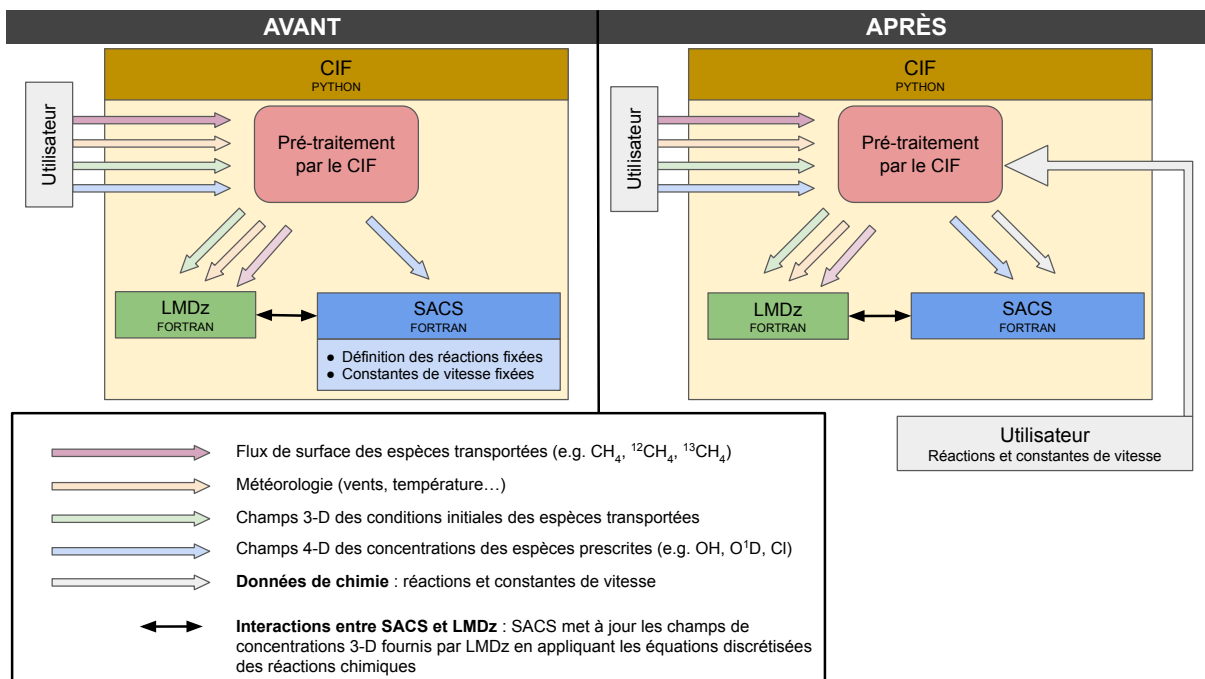 AVANT
CIF
PYTHON
Utilisateur
Pré-traitement
par le CIF
LMDz
FORTRAN
SACS
FORTRAN
● Définition des réactions fixées
● Constantes de vitesse fixées
APRÈS
CIF
PYTHON
Utilisateur
Pré-traitement
par le CIF
LMDz
FORTRAN
SACS
FORTRAN
Utilisateur
Réactions et constantes de vitesse
Flux de surface des espèces transportées (e.g. CH₄, ¹²CH₄, ¹³CH₄)
Météorologie (vents, température…)
Champs 3-D des conditions initiales des espèces transportées
Champs 4-D des concentrations des espèces prescrites (e.g. OH, O¹D, Cl)
Données de chimie : réactions et constantes de vitesse
Interactions entre SACS et LMDz : SACS met à jour les champs de
concentrations 3-D fournis par LMDz en appliquant les équations discrétisées
des réactions chimiques